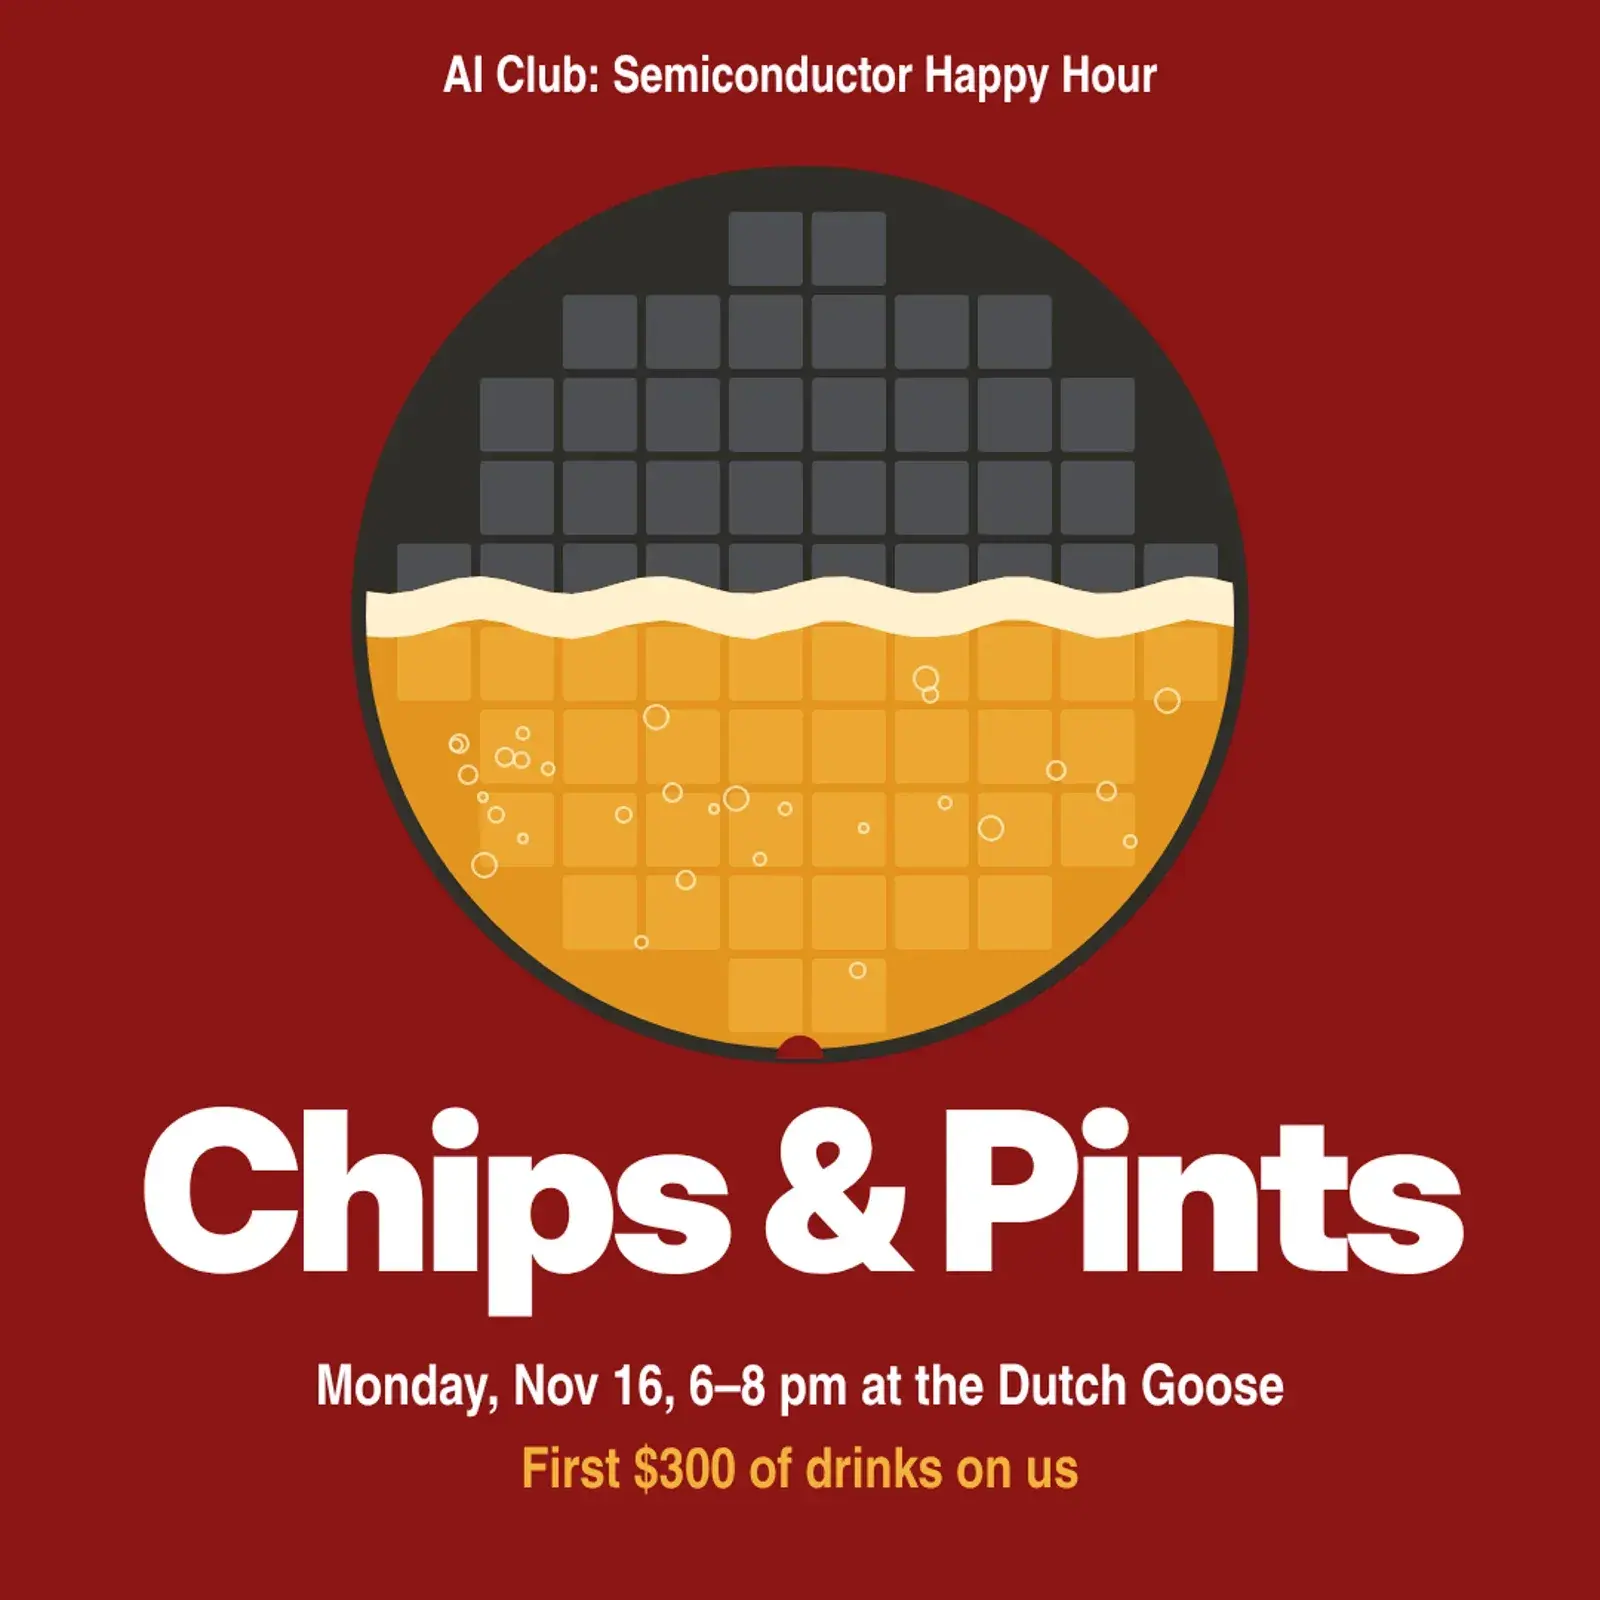 AI Club: Semiconductor Happy Hour
Chips & Pints
Monday, Nov 16, 6–8 pm at the Dutch Goose
First $300 of drinks on us